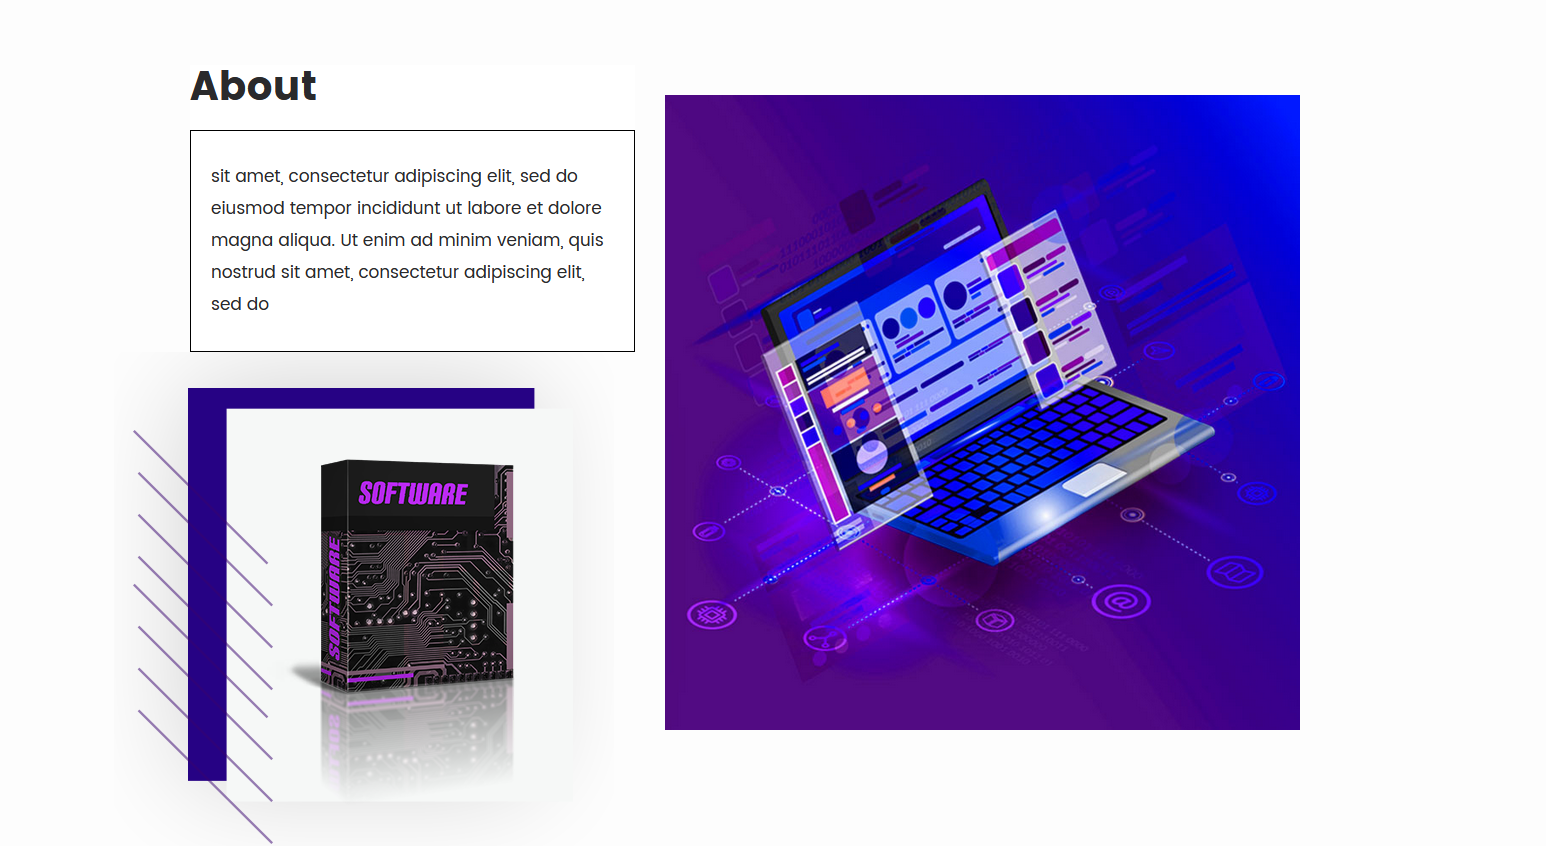 About
sit amet, consectetur adipiscing elit, sed do
eiusmod tempor incididunt ut labore et dolore
magna aliqua. Ut enim ad minim veniam, quis
nostrud sit amet, consectetur adipiscing elit,
sed do
SOFTWARE
SOFTWARE